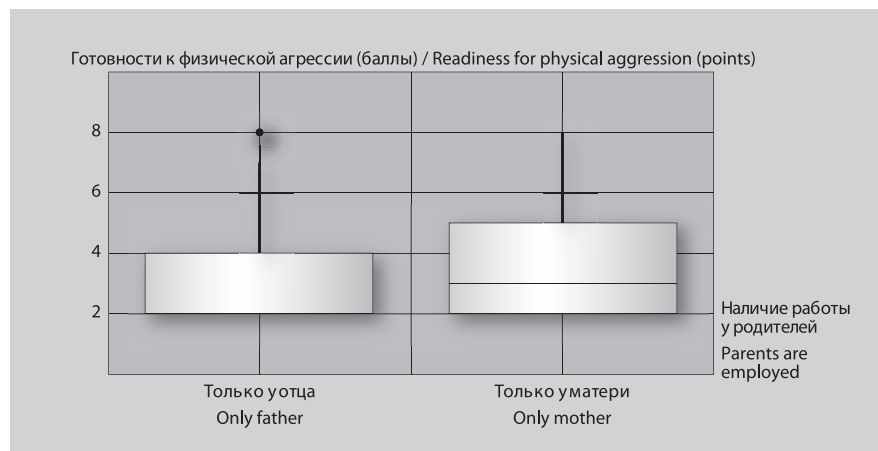 Готовности к физической агрессии (баллы) / Readiness for physical aggression (points)
8
6
4
2
Наличие работы
у родителей
Parents are
employed
Только у отца
Only father
Только у матери
Only mother